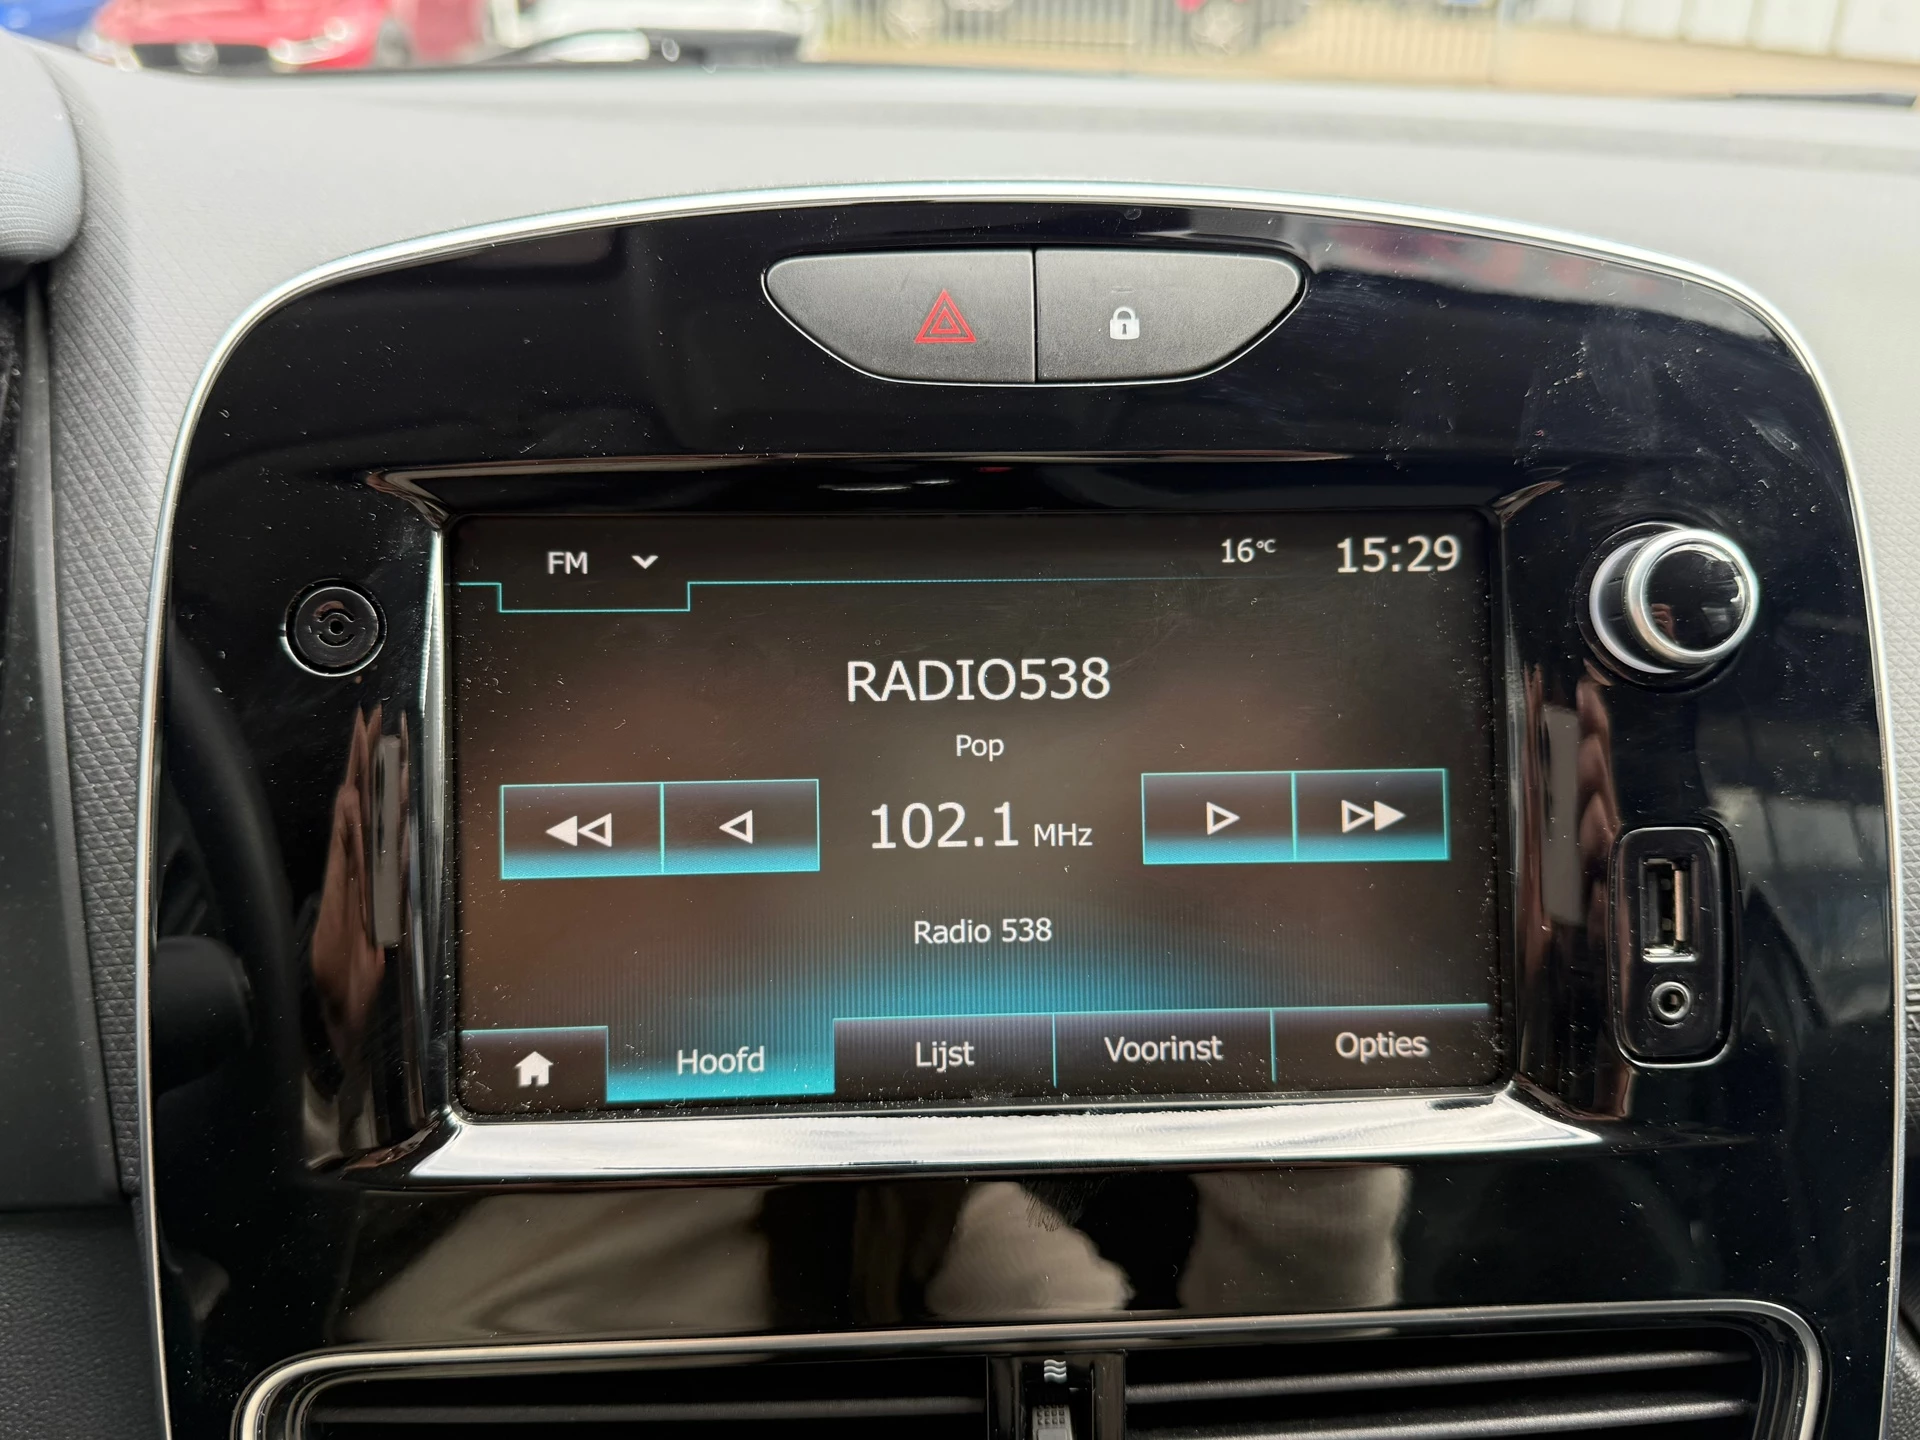 FM
16°C 15:29
RADIO538
Pop
102.1 MHz
Radio 538
Hoofd Lijst Voorinst Opties